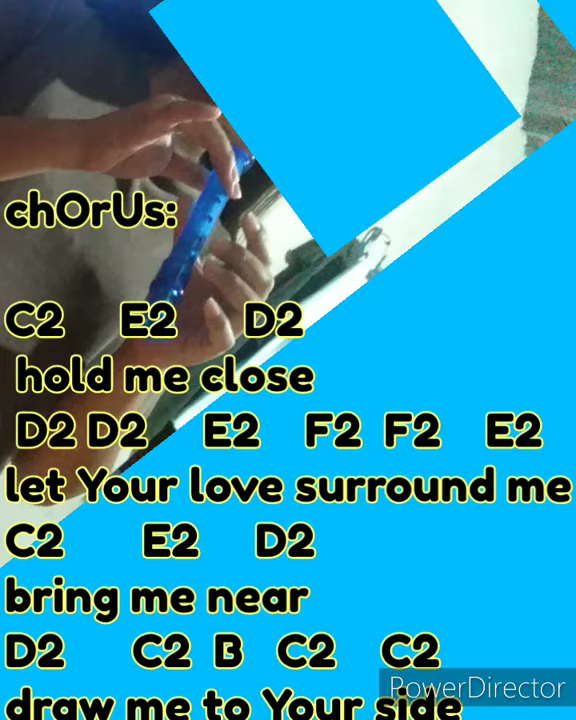 chOrUs:
C2 E2 D2
hold me close
D2 D2 E2 F2 F2 E2
let Your love surround me
C2 E2 D2
bring me near
D2 C2 B C2 C2
PowerDirector
draw me to Your side